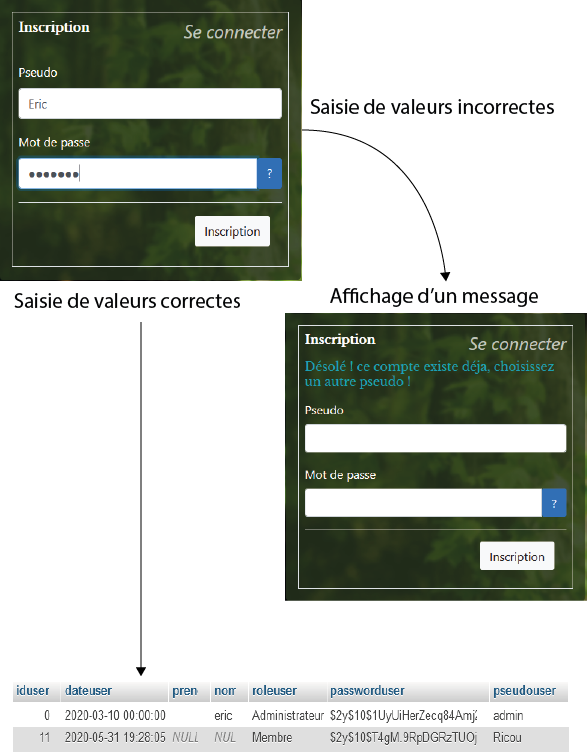 Inscription
Se connecter
Pseudo
Eric
Mot de passe
?
Inscription
Saisie de valeurs incorrectes
Saisie de valeurs correctes
Affichage d'un message
Inscription
Se connecter
Désolé ! ce compte existe déja, choisissez
un autre pseudo !
Pseudo
Mot de passe
?
Inscription
iduser dateuser pren nom roleuser passworduser pseudouser
0 2020-03-10 00:00:00 eric Administrateur $2y$10$1UyUiHerZecq84Amj2 admin
11 2020-05-31 19:28:05 NULL NUL Membre $2y$10$T4gM.9RpDGRzTUOj Ricou